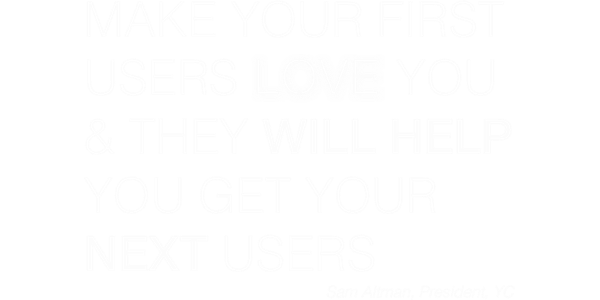 MAKE YOUR FIRST
USERS LOVE YOU
& THEY WILL HELP
YOU GET YOUR
NEXT USERS